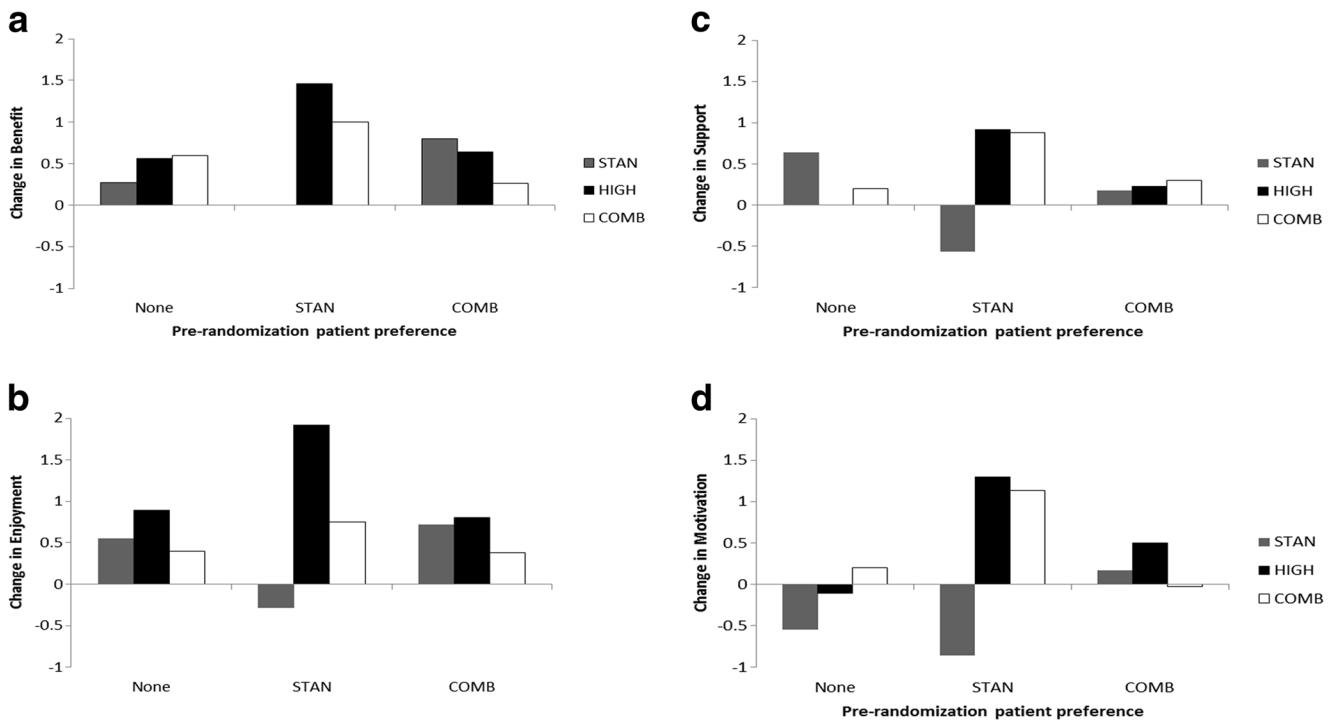 a
2
1.5
1
0.5
0
-0.5
-1
Change in Benefit
None STAN COMB
Pre-randomization patient preference
STAN
HIGH
COMB
c
2
1.5
1
0.5
0
-0.5
-1
Change in Support
None STAN COMB
Pre-randomization patient preference
STAN
HIGH
COMB
b
2
1.5
1
0.5
0
-0.5
-1
Change in Enjoyment
None STAN COMB
d
2
1.5
1
0.5
0
-0.5
-1
Change in Motivation
None STAN COMB
Pre-randomization patient preference
STAN
HIGH
COMB